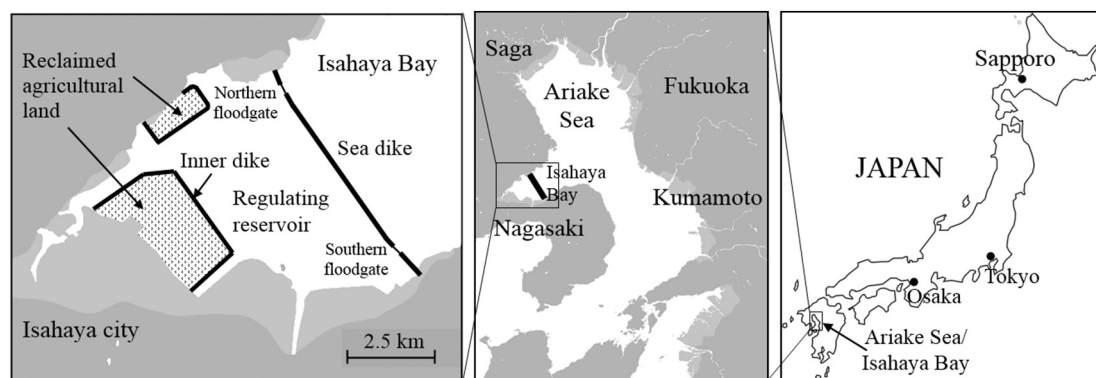 Reclaimed
agricultural
land
Northern
floodgate
Isahaya Bay
Sea dike
Inner dike
Regulating
reservoir
Southern
floodgate
Isahaya city
2.5 km
Saga
Ariake
Sea
Fukuoka
Isahaya
Bay
Kumamoto
Nagasaki
Sapporo
JAPAN
Tokyo
Osaka
Ariake Sea/
Isahaya Bay